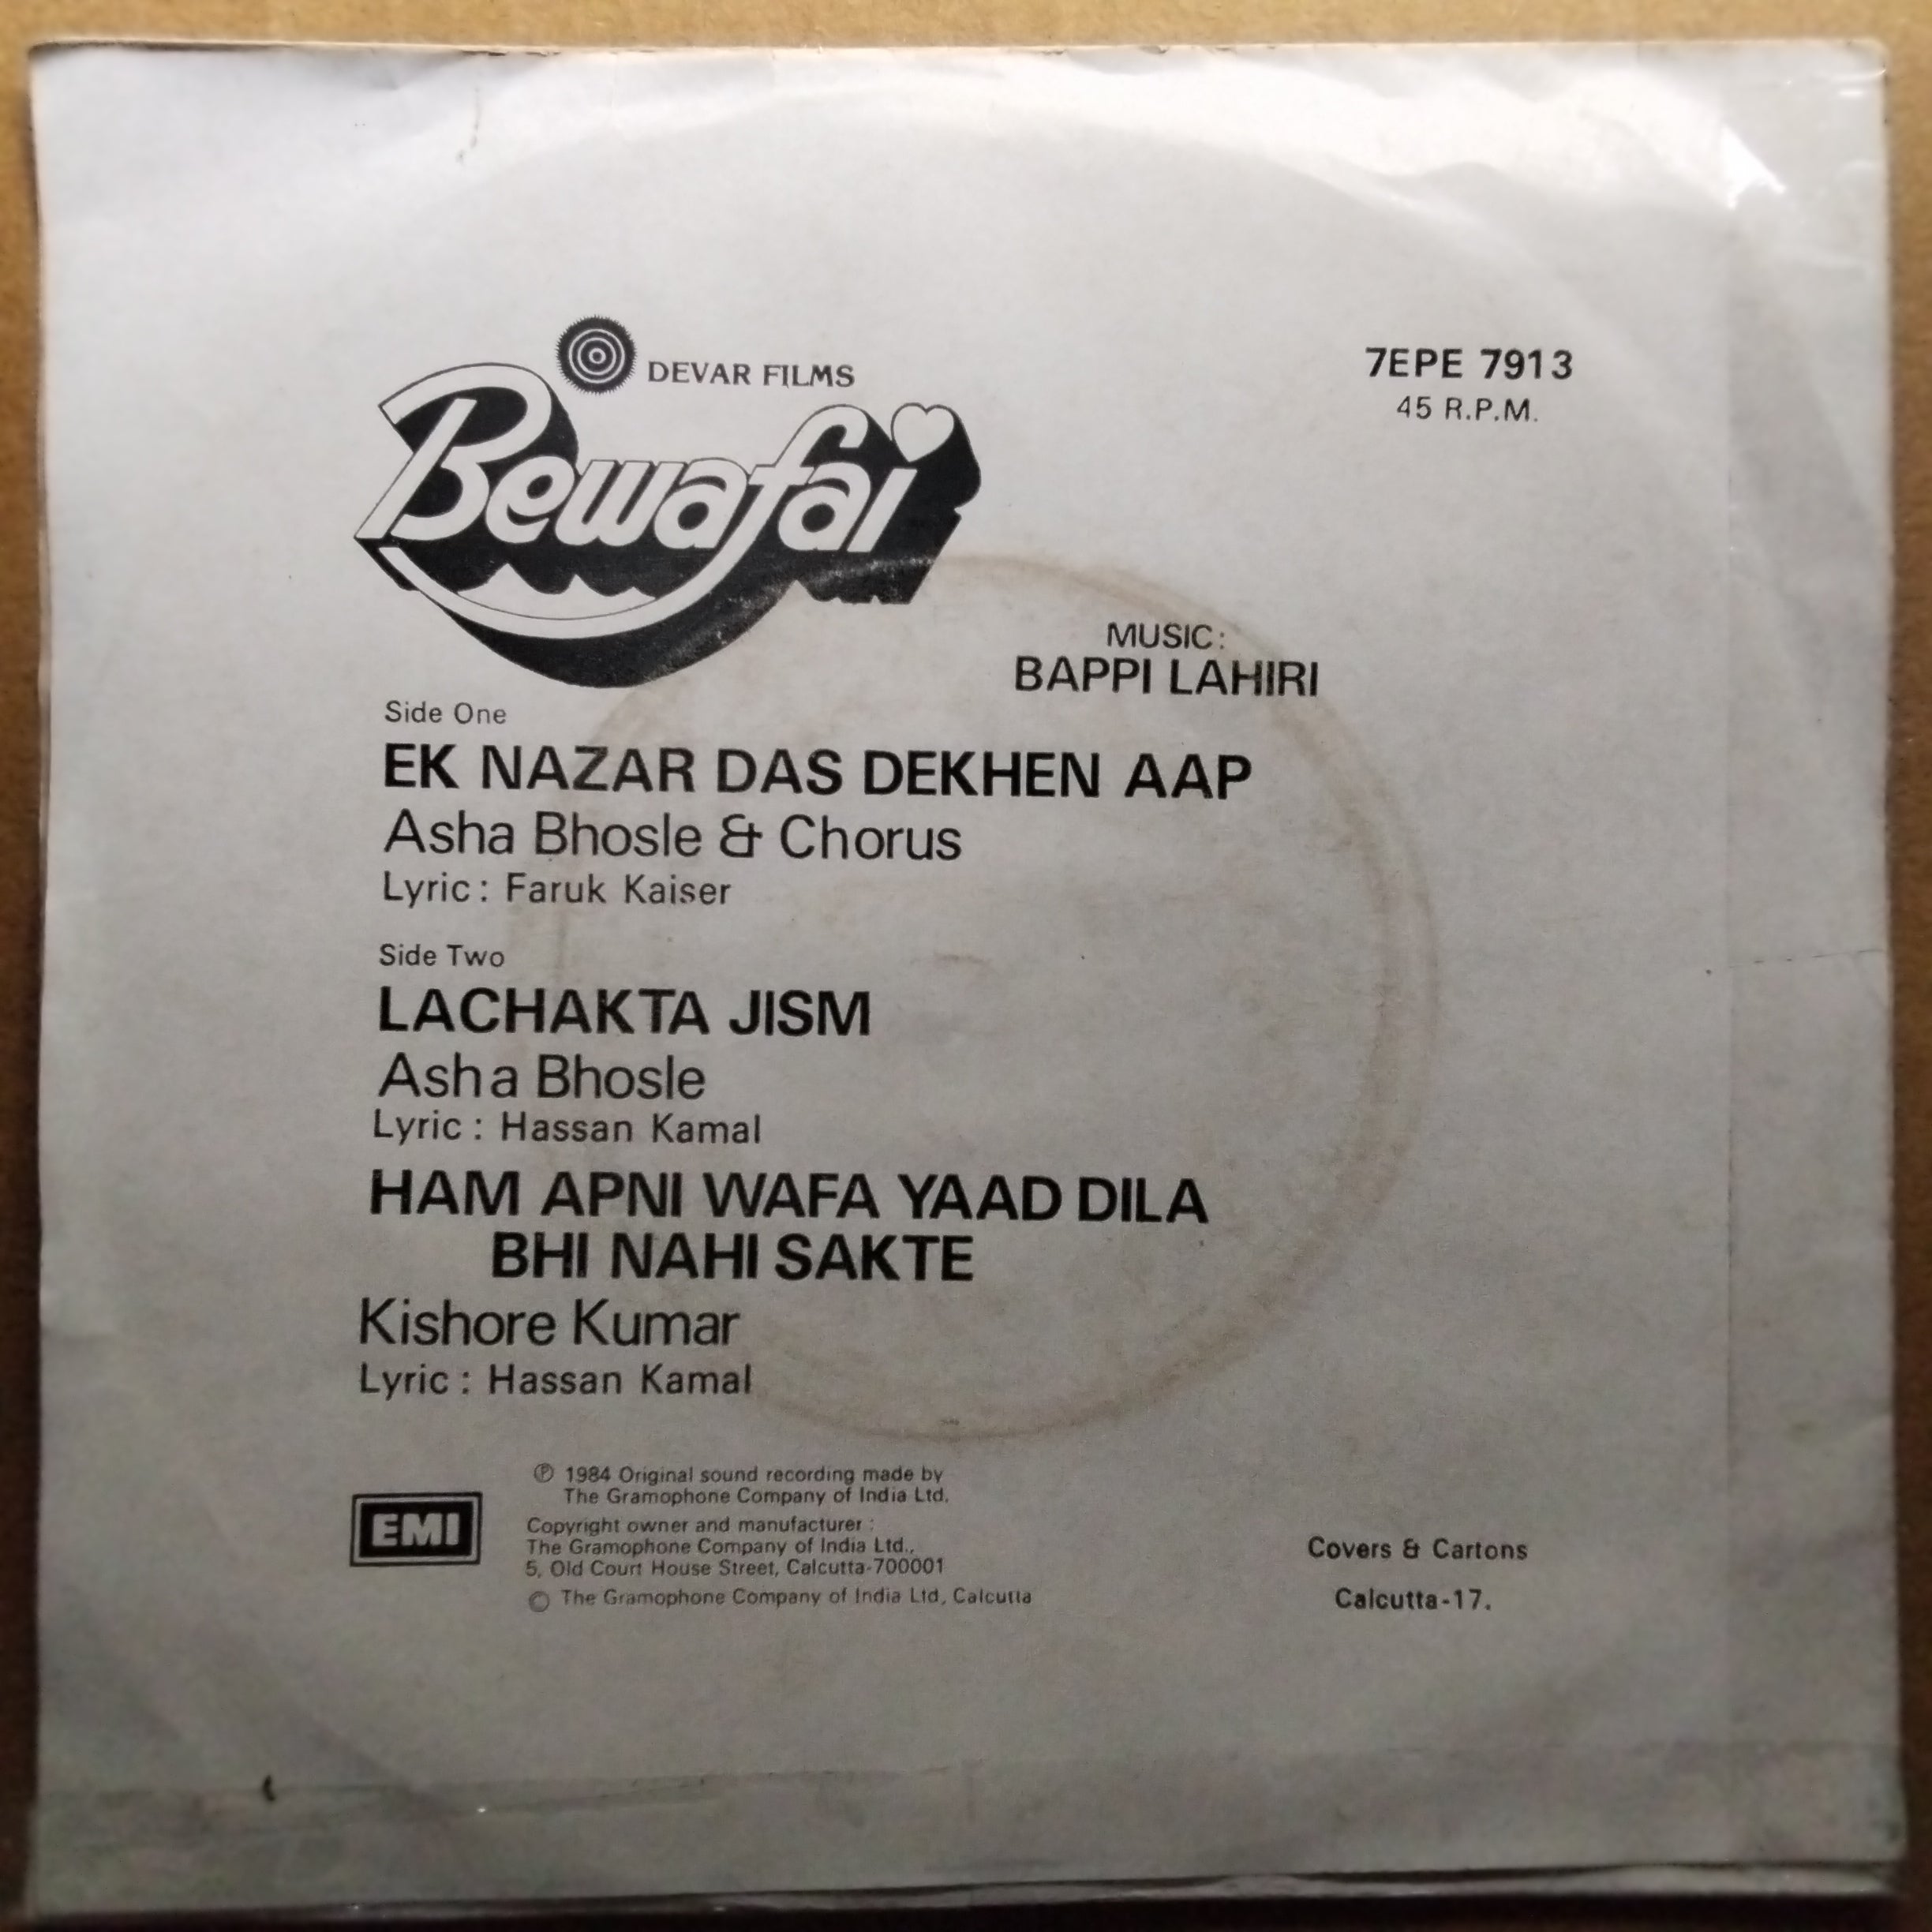 DEVAR FILMS
Bewafai
7EPE 7913
45 R.P.M.
MUSIC:
BAPPI LAHIRI
Side One
EK NAZAR DAS DEKHEN AAP
Asha Bhosle & Chorus
Lyric : Faruk Kaiser
Side Two
LACHAKTA JISM
Asha Bhosle
Lyric : Hassan Kamal
HAM APNI WAFA YAAD DILA
BHI NAHI SAKTE
Kishore Kumar
Lyric : Hassan Kamal
EMI
℗ 1984 Original sound recording made by
The Gramophone Company of India Ltd.
Copyright owner and manufacturer :
The Gramophone Company of India Ltd.,
5, Old Court House Street, Calcutta-700001
© The Gramophone Company of India Ltd, Calcutta
Covers & Cartons
Calcutta-17.